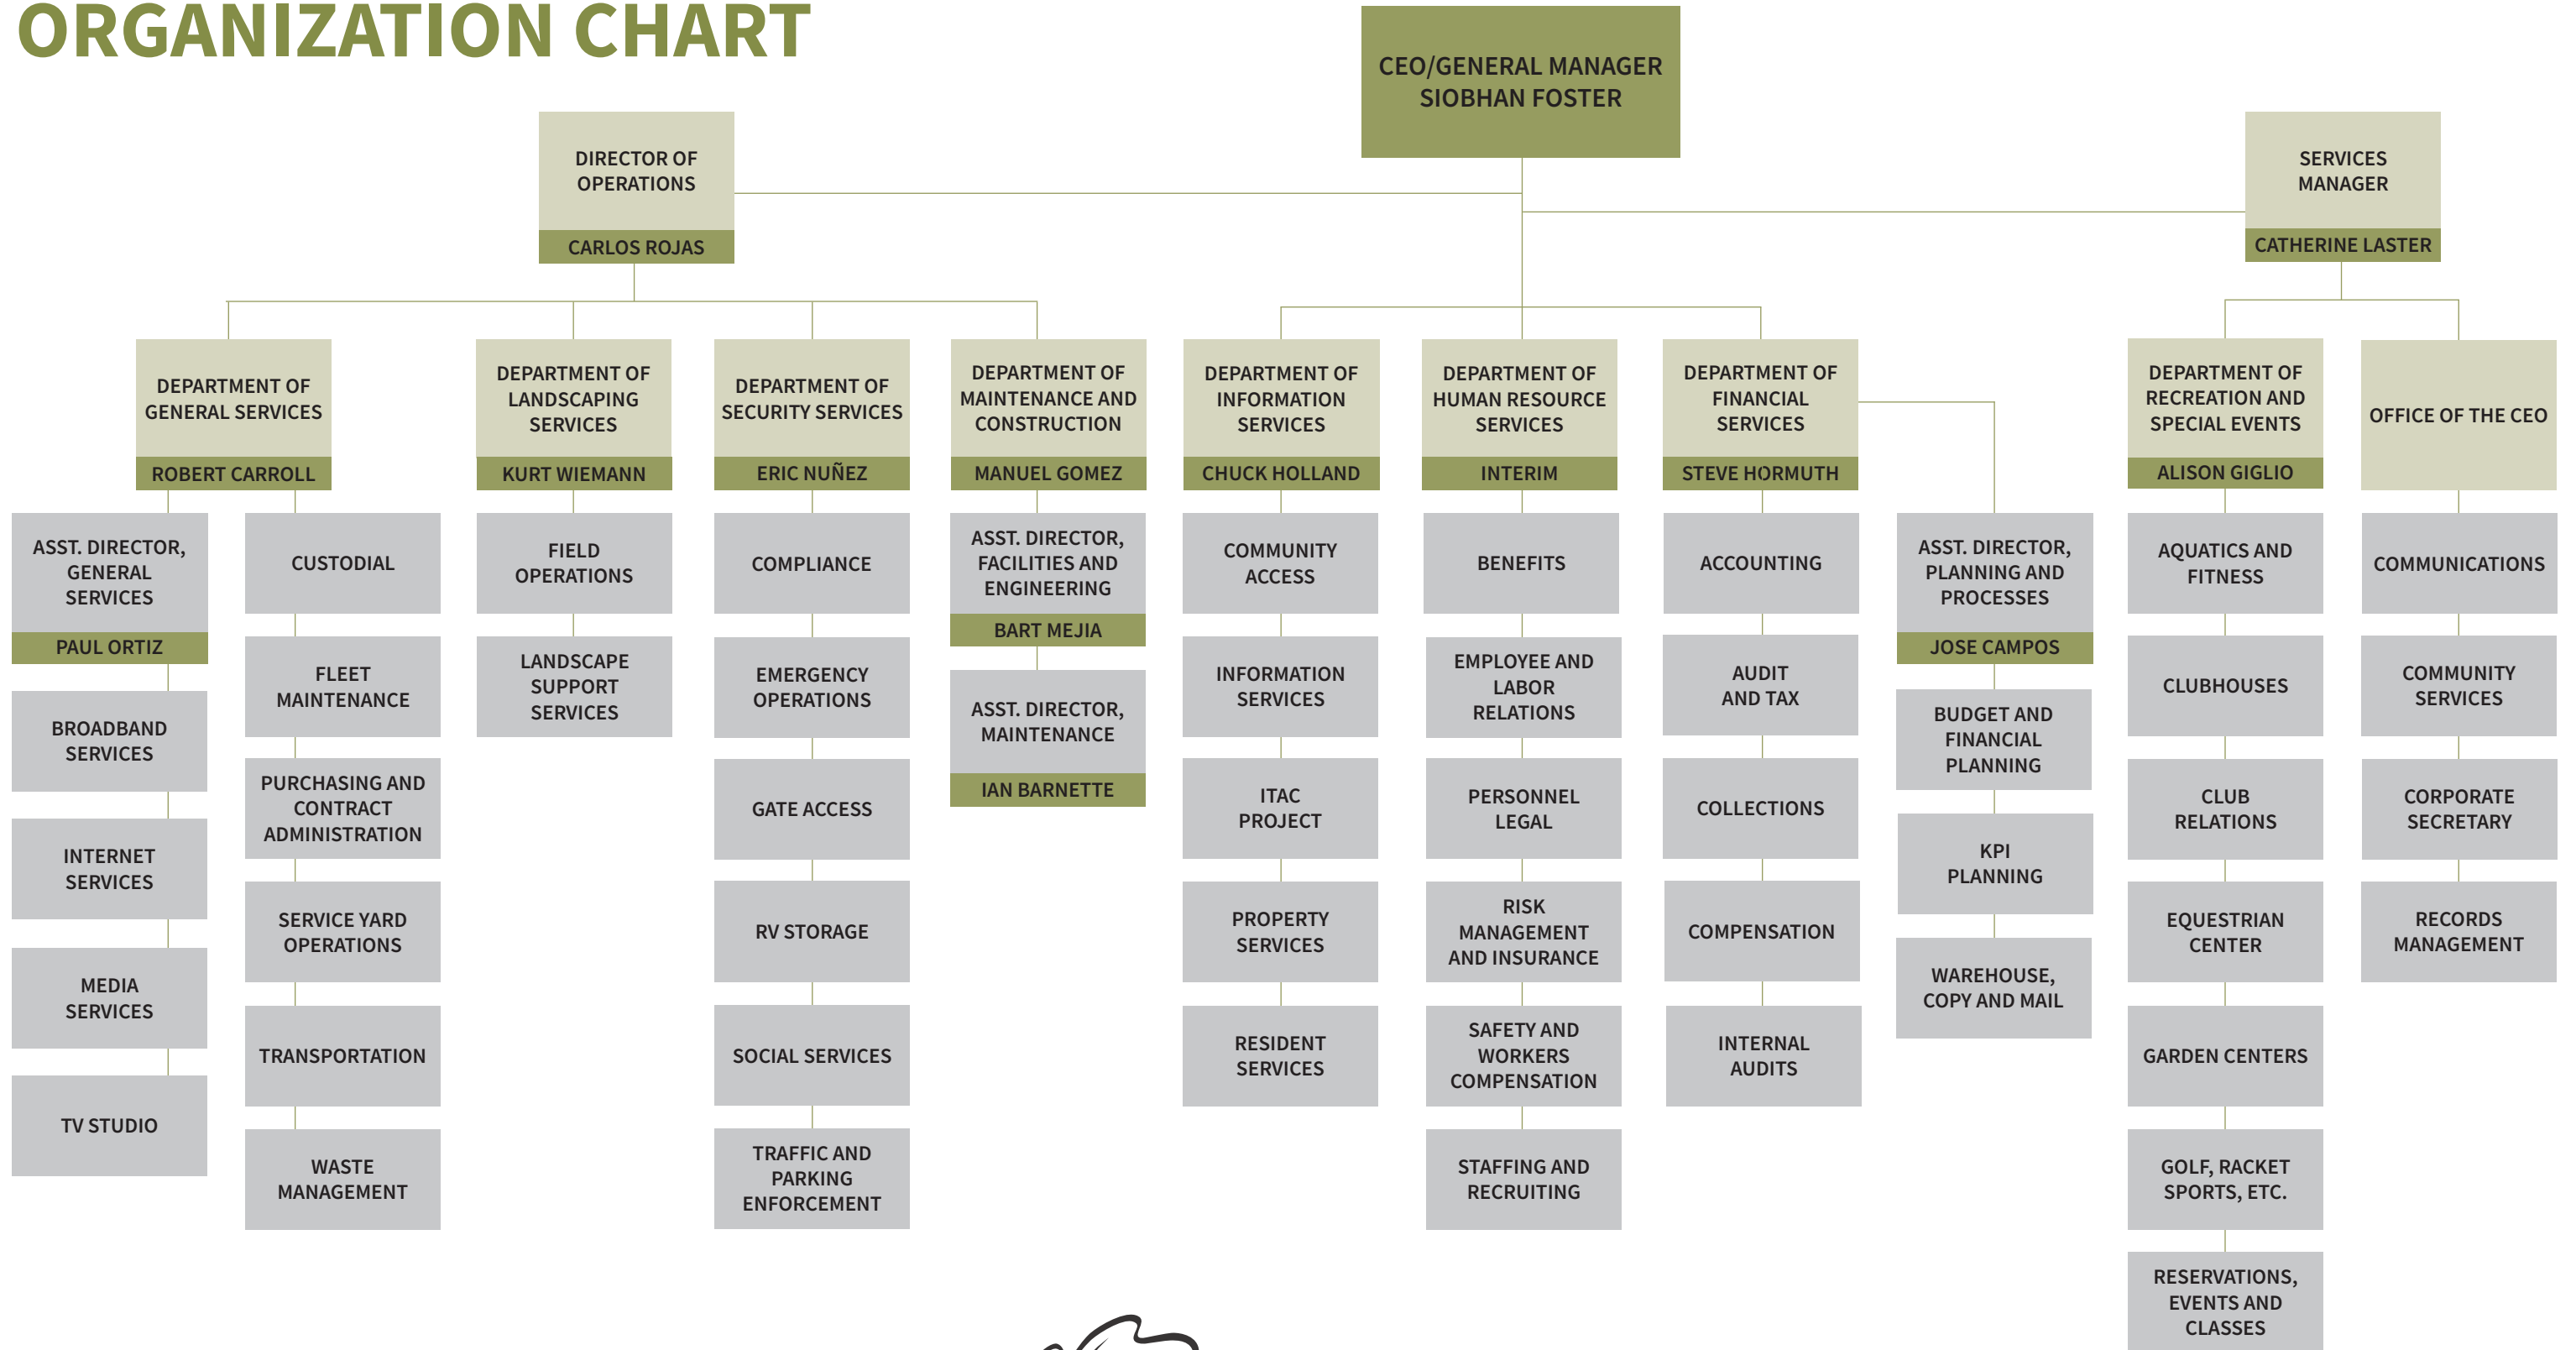 ORGANIZATION CHART
CEO/GENERAL MANAGER
SIOBHAN FOSTER
DIRECTOR OF
OPERATIONS
CARLOS ROJAS
SERVICES
MANAGER
CATHERINE LASTER
DEPARTMENT OF
GENERAL SERVICES
ROBERT CARROLL
ASST. DIRECTOR,
GENERAL
SERVICES
PAUL ORTIZ
BROADBAND
SERVICES
INTERNET
SERVICES
MEDIA
SERVICES
TV STUDIO
CUSTODIAL
FLEET
MAINTENANCE
PURCHASING AND
CONTRACT
ADMINISTRATION
SERVICE YARD
OPERATIONS
TRANSPORTATION
WASTE
MANAGEMENT
DEPARTMENT OF
LANDSCAPING
SERVICES
KURT WIEMANN
FIELD
OPERATIONS
LANDSCAPE
SUPPORT
SERVICES
DEPARTMENT OF
SECURITY SERVICES
ERIC NUÑEZ
COMPLIANCE
EMERGENCY
OPERATIONS
GATE ACCESS
RV STORAGE
SOCIAL SERVICES
TRAFFIC AND
PARKING
ENFORCEMENT
DEPARTMENT OF
MAINTENANCE AND
CONSTRUCTION
MANUEL GOMEZ
ASST. DIRECTOR,
FACILITIES AND
ENGINEERING
BART MEJIA
ASST. DIRECTOR,
MAINTENANCE
IAN BARNETTE
DEPARTMENT OF
INFORMATION
SERVICES
CHUCK HOLLAND
COMMUNITY
ACCESS
INFORMATION
SERVICES
ITAC
PROJECT
PROPERTY
SERVICES
RESIDENT
SERVICES
DEPARTMENT OF
HUMAN RESOURCE
SERVICES
INTERIM
BENEFITS
EMPLOYEE AND
LABOR
RELATIONS
PERSONNEL
LEGAL
RISK
MANAGEMENT
AND INSURANCE
SAFETY AND
WORKERS
COMPENSATION
STAFFING AND
RECRUITING
DEPARTMENT OF
FINANCIAL
SERVICES
STEVE HORMUTH
ACCOUNTING
AUDIT
AND TAX
COLLECTIONS
COMPENSATION
INTERNAL
AUDITS
ASST. DIRECTOR,
PLANNING AND
PROCESSES
JOSE CAMPOS
BUDGET AND
FINANCIAL
PLANNING
KPI
PLANNING
WAREHOUSE,
COPY AND MAIL
DEPARTMENT OF
RECREATION AND
SPECIAL EVENTS
ALISON GIGLIO
AQUATICS AND
FITNESS
CLUBHOUSES
CLUB
RELATIONS
EQUESTRIAN
CENTER
GARDEN CENTERS
GOLF, RACKET
SPORTS, ETC.
RESERVATIONS,
EVENTS AND
CLASSES
OFFICE OF THE CEO
COMMUNICATIONS
COMMUNITY
SERVICES
CORPORATE
SECRETARY
RECORDS
MANAGEMENT